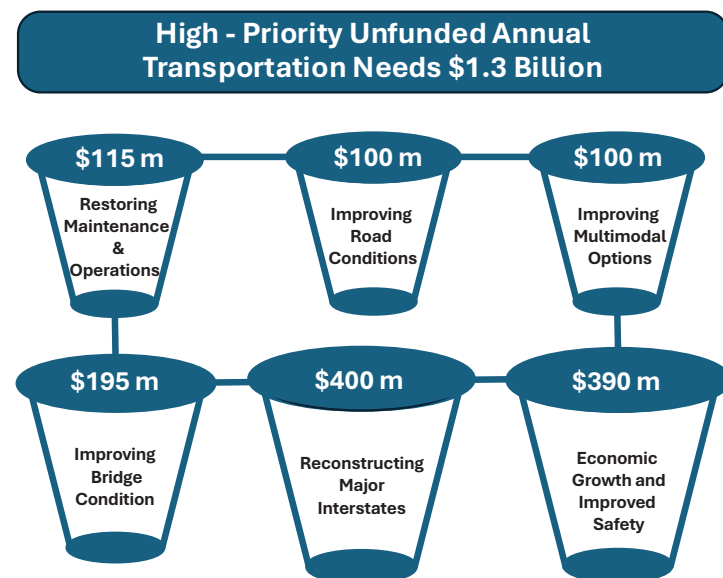 High - Priority Unfunded Annual
Transportation Needs $1.3 Billion
$115 m
Restoring
Maintenance
&
Operations
$100 m
Improving
Road
Conditions
$100 m
Improving
Multimodal
Options
$195 m
Improving
Bridge
Condition
$400 m
Reconstructing
Major
Interstates
$390 m
Economic
Growth and
Improved
Safety